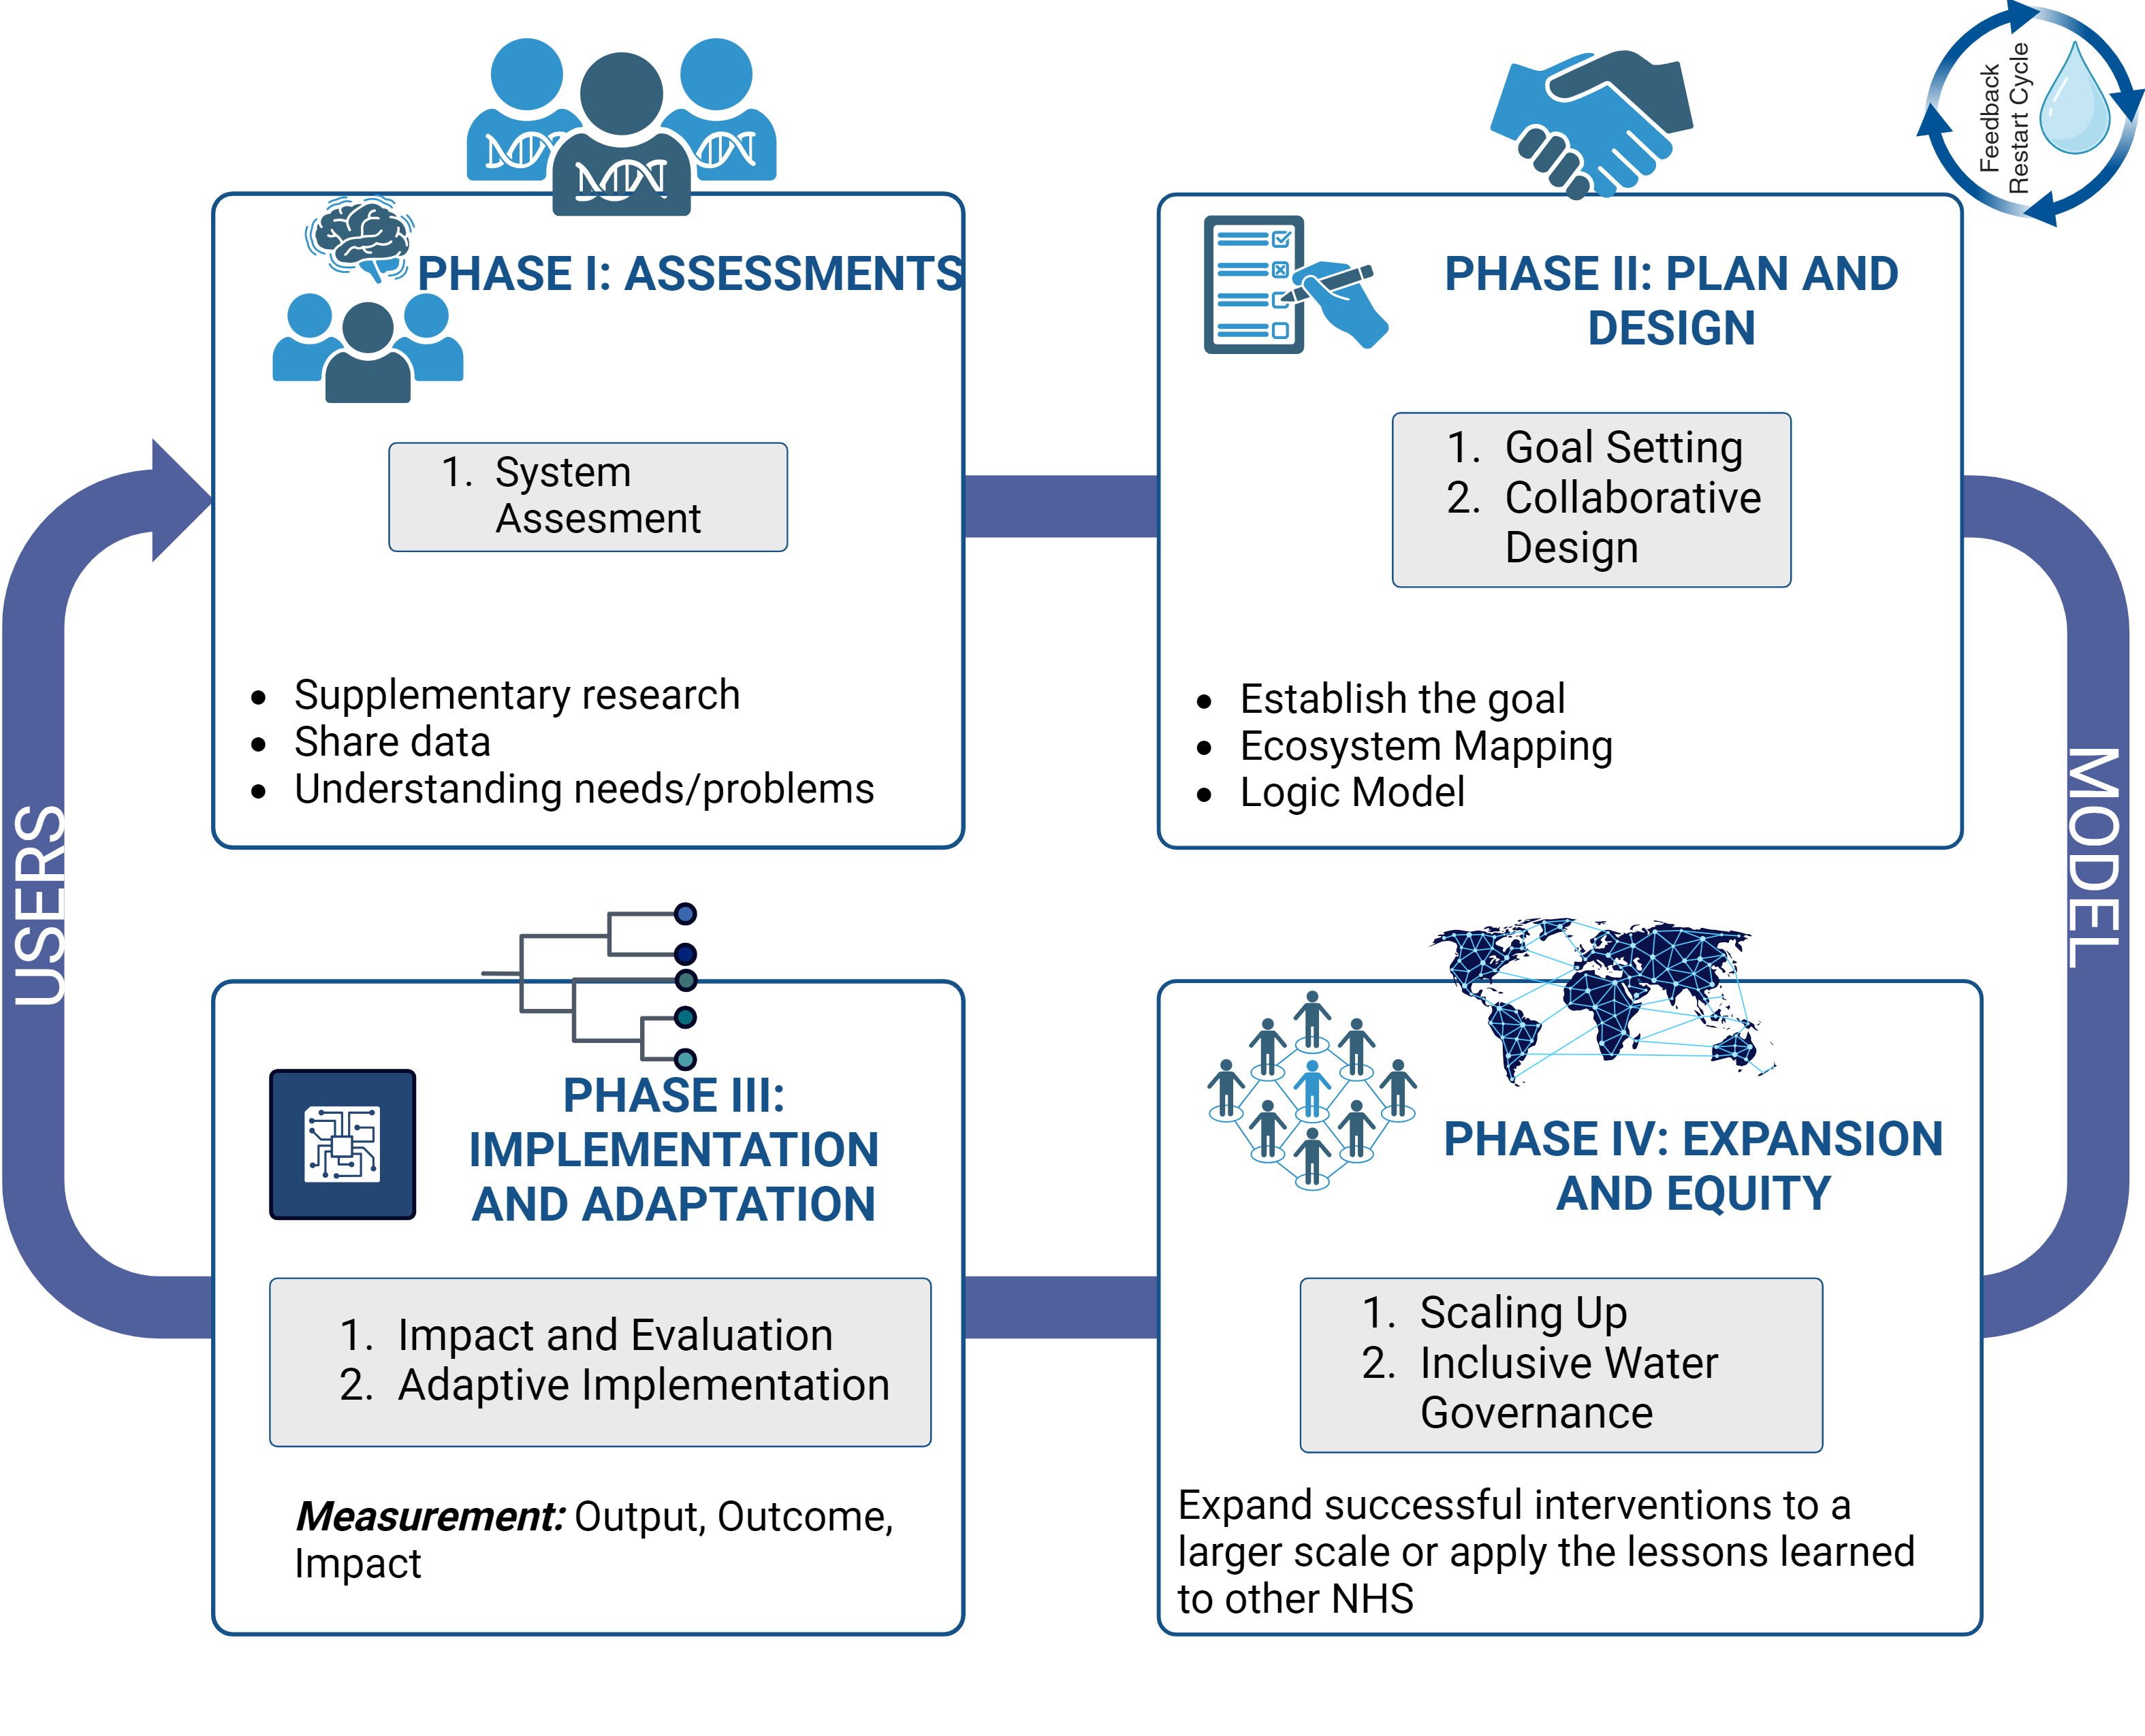 Feedback
Restart Cycle
PHASE I: ASSESSMENTS
1. System
Assesment
• Supplementary research
• Share data
• Understanding needs/problems
PHASE II: PLAN AND
DESIGN
1. Goal Setting
2. Collaborative
Design
• Establish the goal
• Ecosystem Mapping
• Logic Model
USERS
MODEL
PHASE III:
IMPLEMENTATION
AND ADAPTATION
1. Impact and Evaluation
2. Adaptive Implementation
Measurement: Output, Outcome,
Impact
PHASE IV: EXPANSION
AND EQUITY
1. Scaling Up
2. Inclusive Water
Governance
Expand successful interventions to a
larger scale or apply the lessons learned
to other NHS